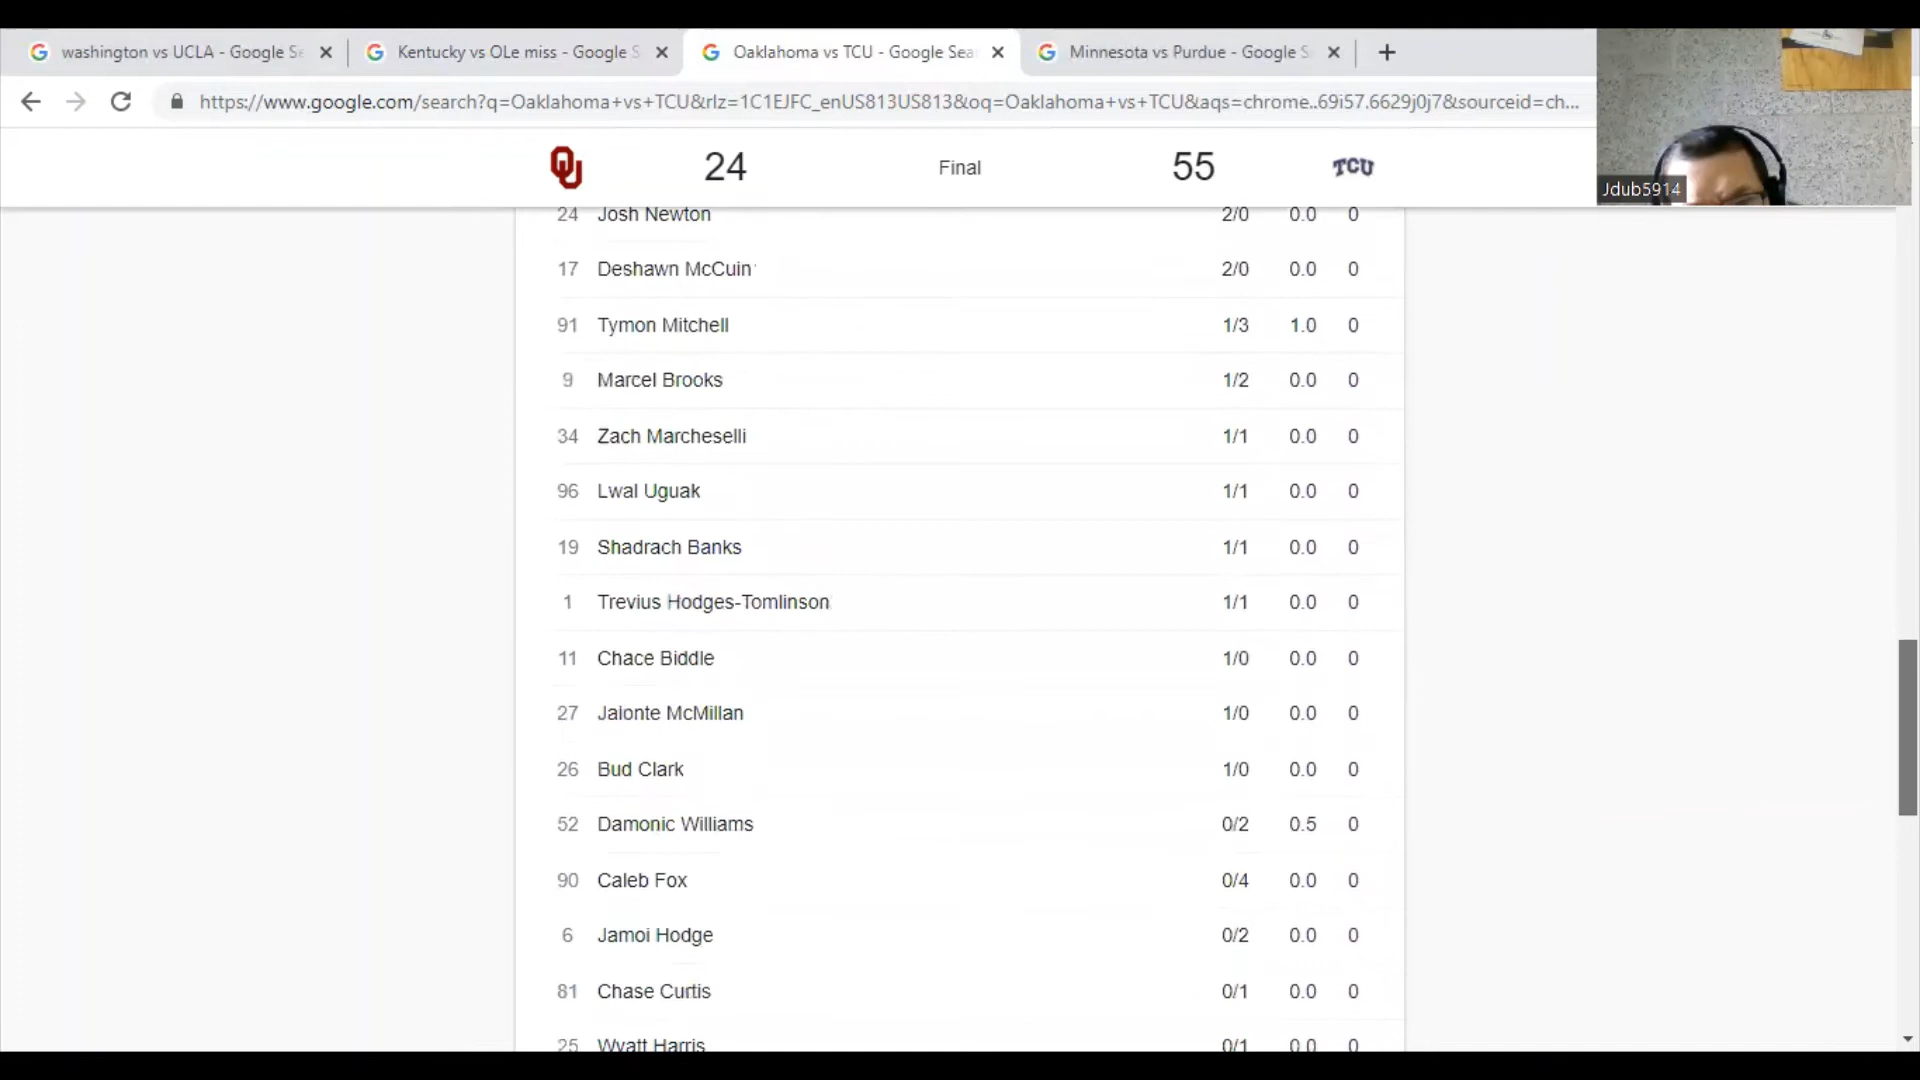 washington vs UCLA - Google Se
Kentucky vs OLe miss - Google S
Oaklahoma vs TCU - Google Sea
Minnesota vs Purdue - Google S
https://www.google.com/search?q=Oaklahoma+vs+TCU&rlz=1C1EJFC_enUS813US813&oq=Oaklahoma+vs+TCU&aqs=chrome..69i57.6629j0j7&sourceid=ch...
OU 24 Final 55 TCU
Jdub5914
24 Josh Newton 2/0 0.0 0
17 Deshawn McCuin 2/0 0.0 0
91 Tymon Mitchell 1/3 1.0 0
9 Marcel Brooks 1/2 0.0 0
34 Zach Marcheselli 1/1 0.0 0
96 Lwal Uguak 1/1 0.0 0
19 Shadrach Banks 1/1 0.0 0
1 Trevius Hodges-Tomlinson 1/1 0.0 0
11 Chace Biddle 1/0 0.0 0
27 Jaionte McMillan 1/0 0.0 0
26 Bud Clark 1/0 0.0 0
52 Damonic Williams 0/2 0.5 0
90 Caleb Fox 0/4 0.0 0
6 Jamoi Hodge 0/2 0.0 0
81 Chase Curtis 0/1 0.0 0
25 Wyatt Harris 0/1 0.0 0